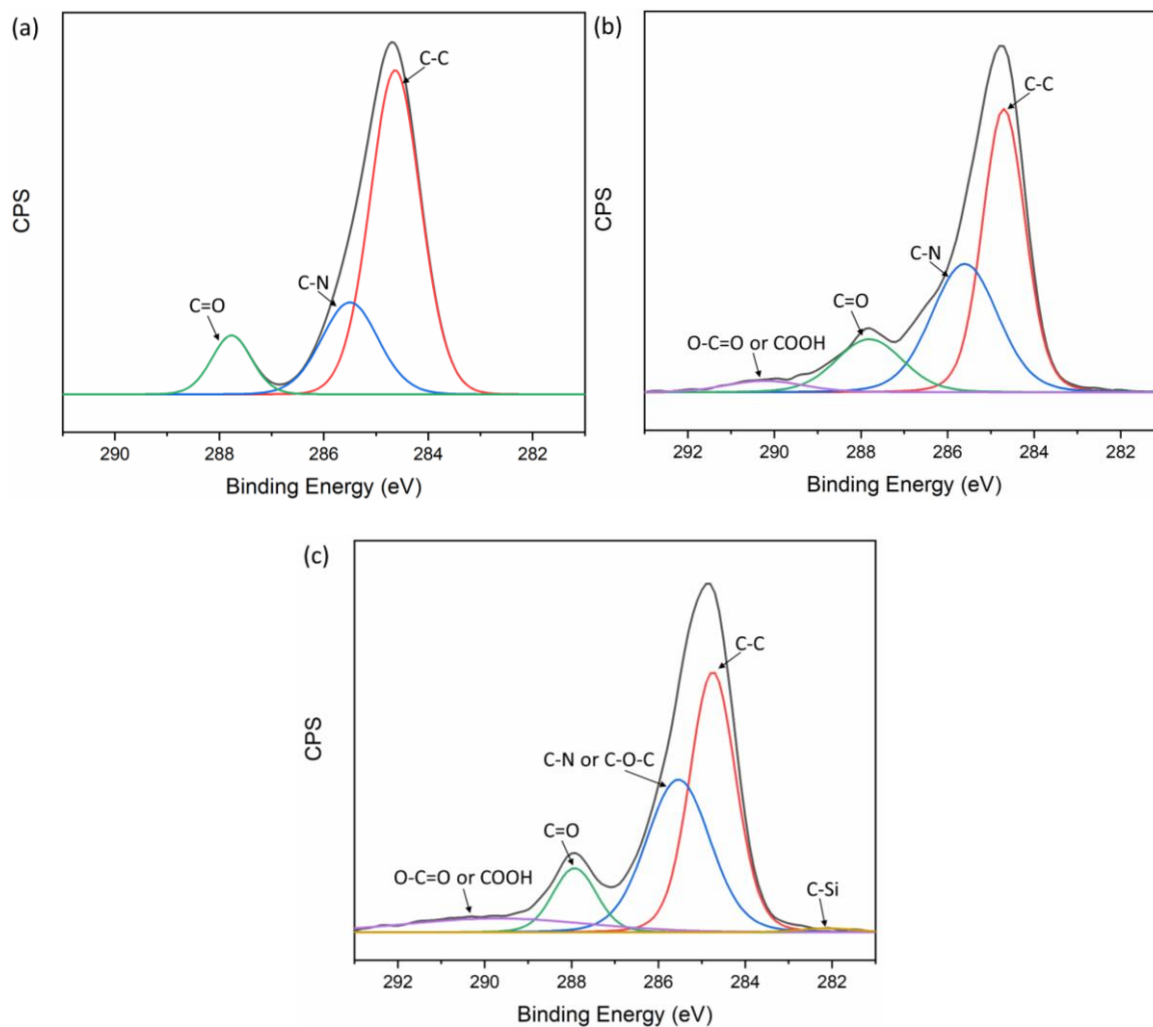 (a)
C-C
C-N
C=O
CPS
290 288 286 284 282
Binding Energy (eV)
(b)
C-C
C-N
C=O
O-C=O or COOH
CPS
292 290 288 286 284 282
Binding Energy (eV)
(c)
C-C
C-N or C-O-C
C=O
O-C=O or COOH
C-Si
CPS
292 290 288 286 284 282
Binding Energy (eV)